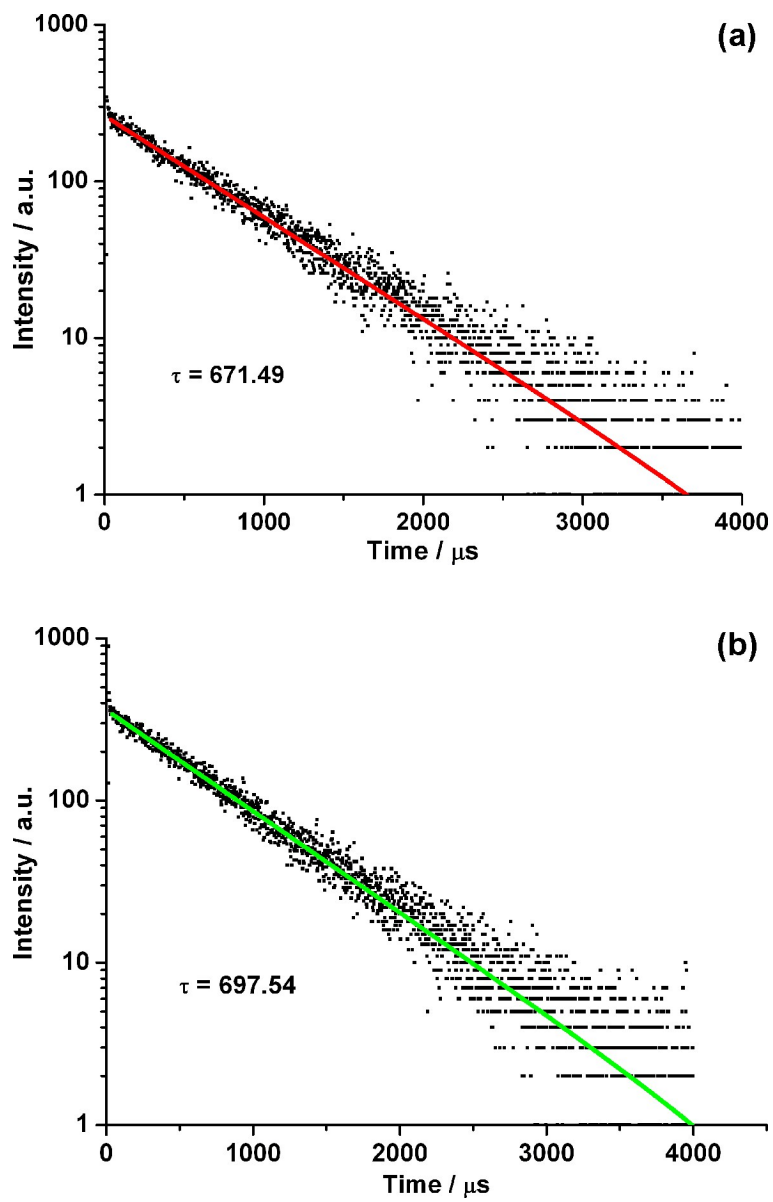 (a)
1000
100
10
1
Intensity / a.u.
τ = 671.49
0 1000 2000 3000 4000
Time / μs
(b)
1000
100
10
1
Intensity / a.u.
τ = 697.54
0 1000 2000 3000 4000
Time / μs